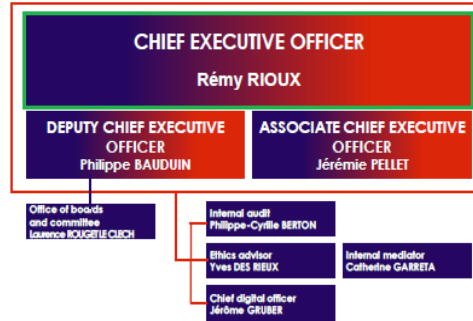 CHIEF EXECUTIVE OFFICER
Rémy RIOUX
DEPUTY CHIEF EXECUTIVE
OFFICER
Philippe BAUDUIN
ASSOCIATE CHIEF EXECUTIVE
OFFICER
Jérémie PELLET
Office of boards
and committee
Laurence ROUGET-LE CLECH
Internal audit
Philippe-Cyrille BERTON
Ethics advisor
Yves DES RIEUX
Internal mediator
Catherine GARRETA
Chief digital officer
Jérôme GRUBER